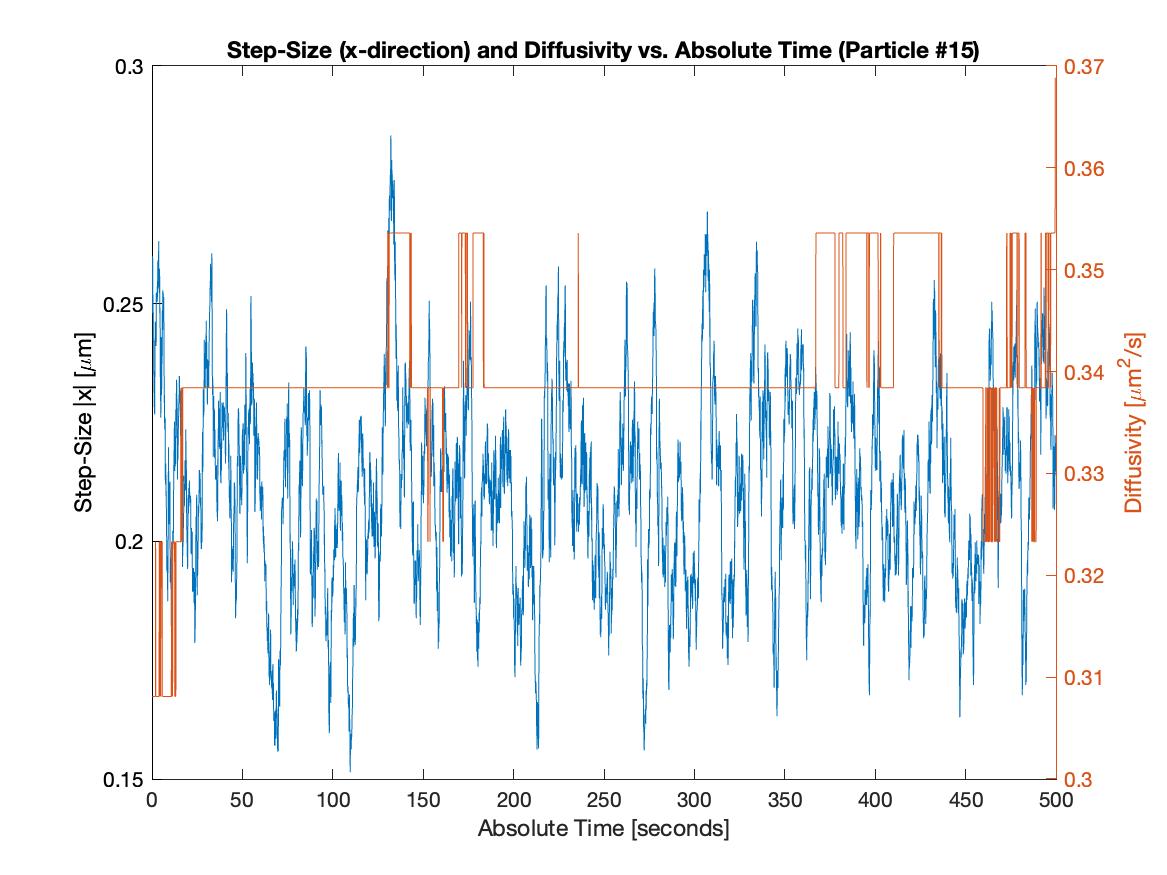 Step-Size (x-direction) and Diffusivity vs. Absolute Time (Particle #15)
0.3
0.25
0.2
0.15
Step-Size |x| [μm]
0.37
0.36
0.35
0.34
0.33
0.32
0.31
0.3
Diffusivity [μm²/s]
0 50 100 150 200 250 300 350 400 450 500
Absolute Time [seconds]